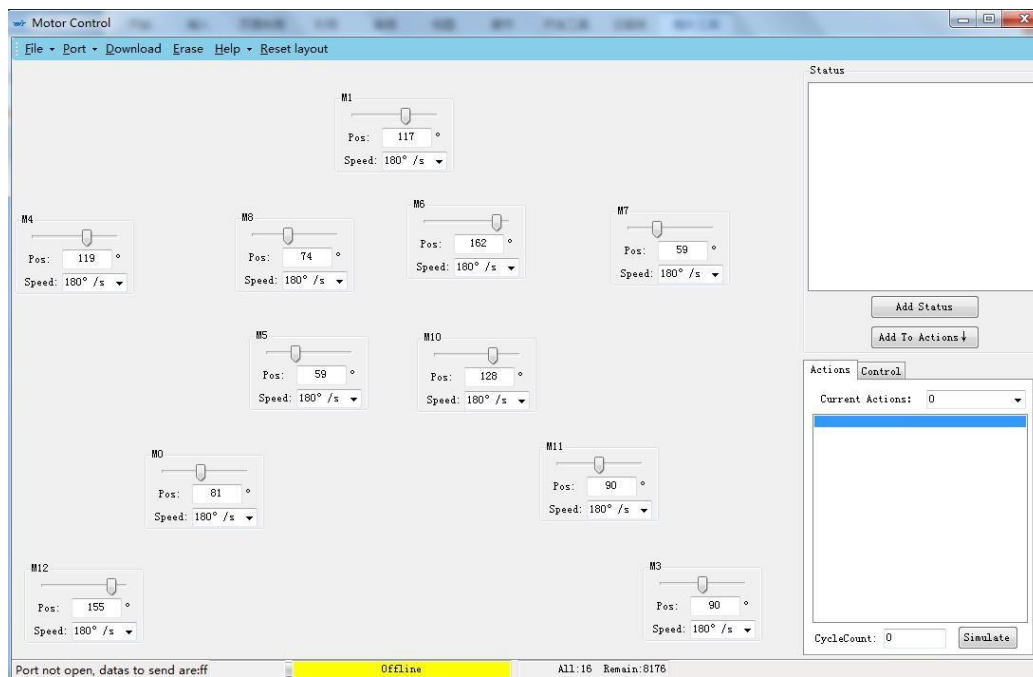 Motor Control
File Port Download Erase Help Reset layout
Status
M1
Pos: 117 °
Speed: 180° /s
M4
Pos: 119 °
Speed: 180° /s
M8
Pos: 74 °
Speed: 180° /s
M6
Pos: 162 °
Speed: 180° /s
M7
Pos: 59 °
Speed: 180° /s
Add Status
Add To Actions↓
M5
Pos: 59 °
Speed: 180° /s
M10
Pos: 128 °
Speed: 180° /s
Actions Control
Current Actions: 0
M0
Pos: 81 °
Speed: 180° /s
M11
Pos: 90 °
Speed: 180° /s
M12
Pos: 155 °
Speed: 180° /s
M3
Pos: 90 °
Speed: 180° /s
CycleCount: 0 Simulate
Port not open, datas to send are:ff Offline All:16 Remain:8176